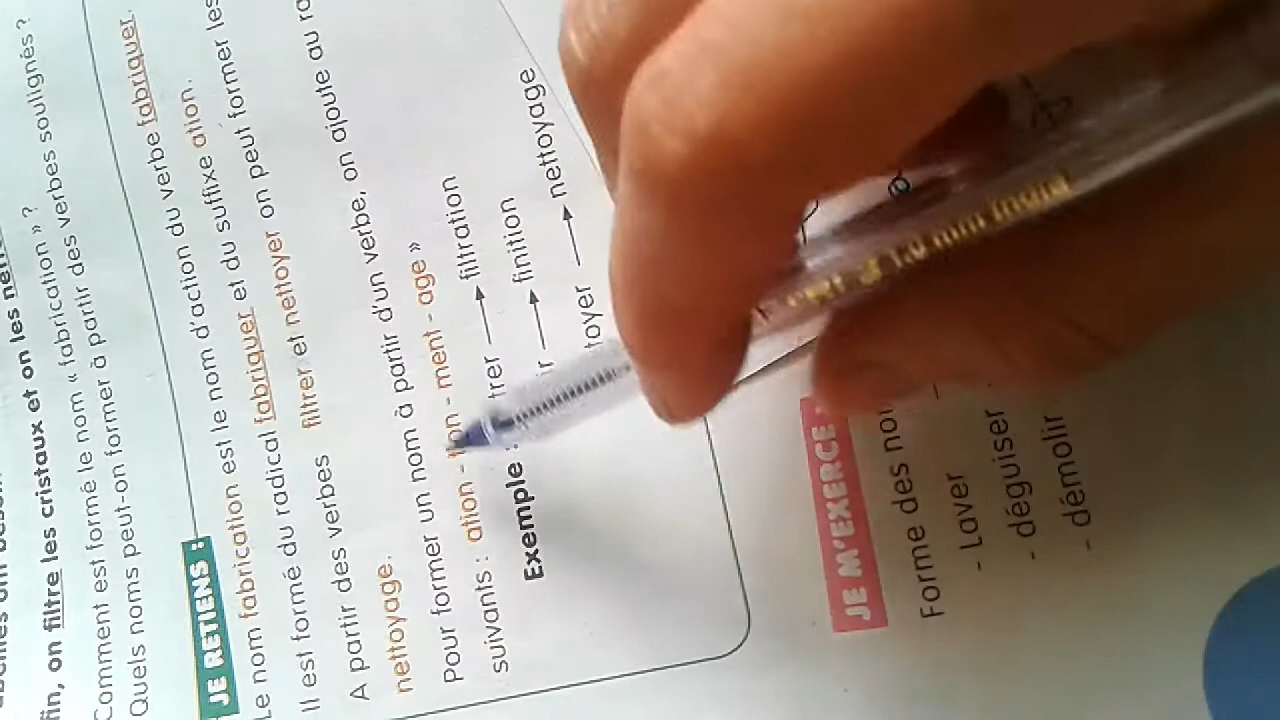 fin, on filtre les cristaux et on les
Comment est formé le nom « fabrication » ?
Quels noms peut-on former à partir des verbes soulignés ?
JE RETIENS :
Le nom fabrication est le nom d'action du verbe fabriquer.
Il est formé du radical fabriquer et du suffixe ation.
A partir des verbes filtrer et nettoyer on peut former les
nettoyage.
Pour former un nom à partir d'un verbe, on ajoute au
suivants : ation - - ment - age »
Exemple : trer → filtration
ir → finition
toyer → nettoyage
JE M'EXERCE
Forme des
- Laver
- déguiser
- démolir
1.0 mm